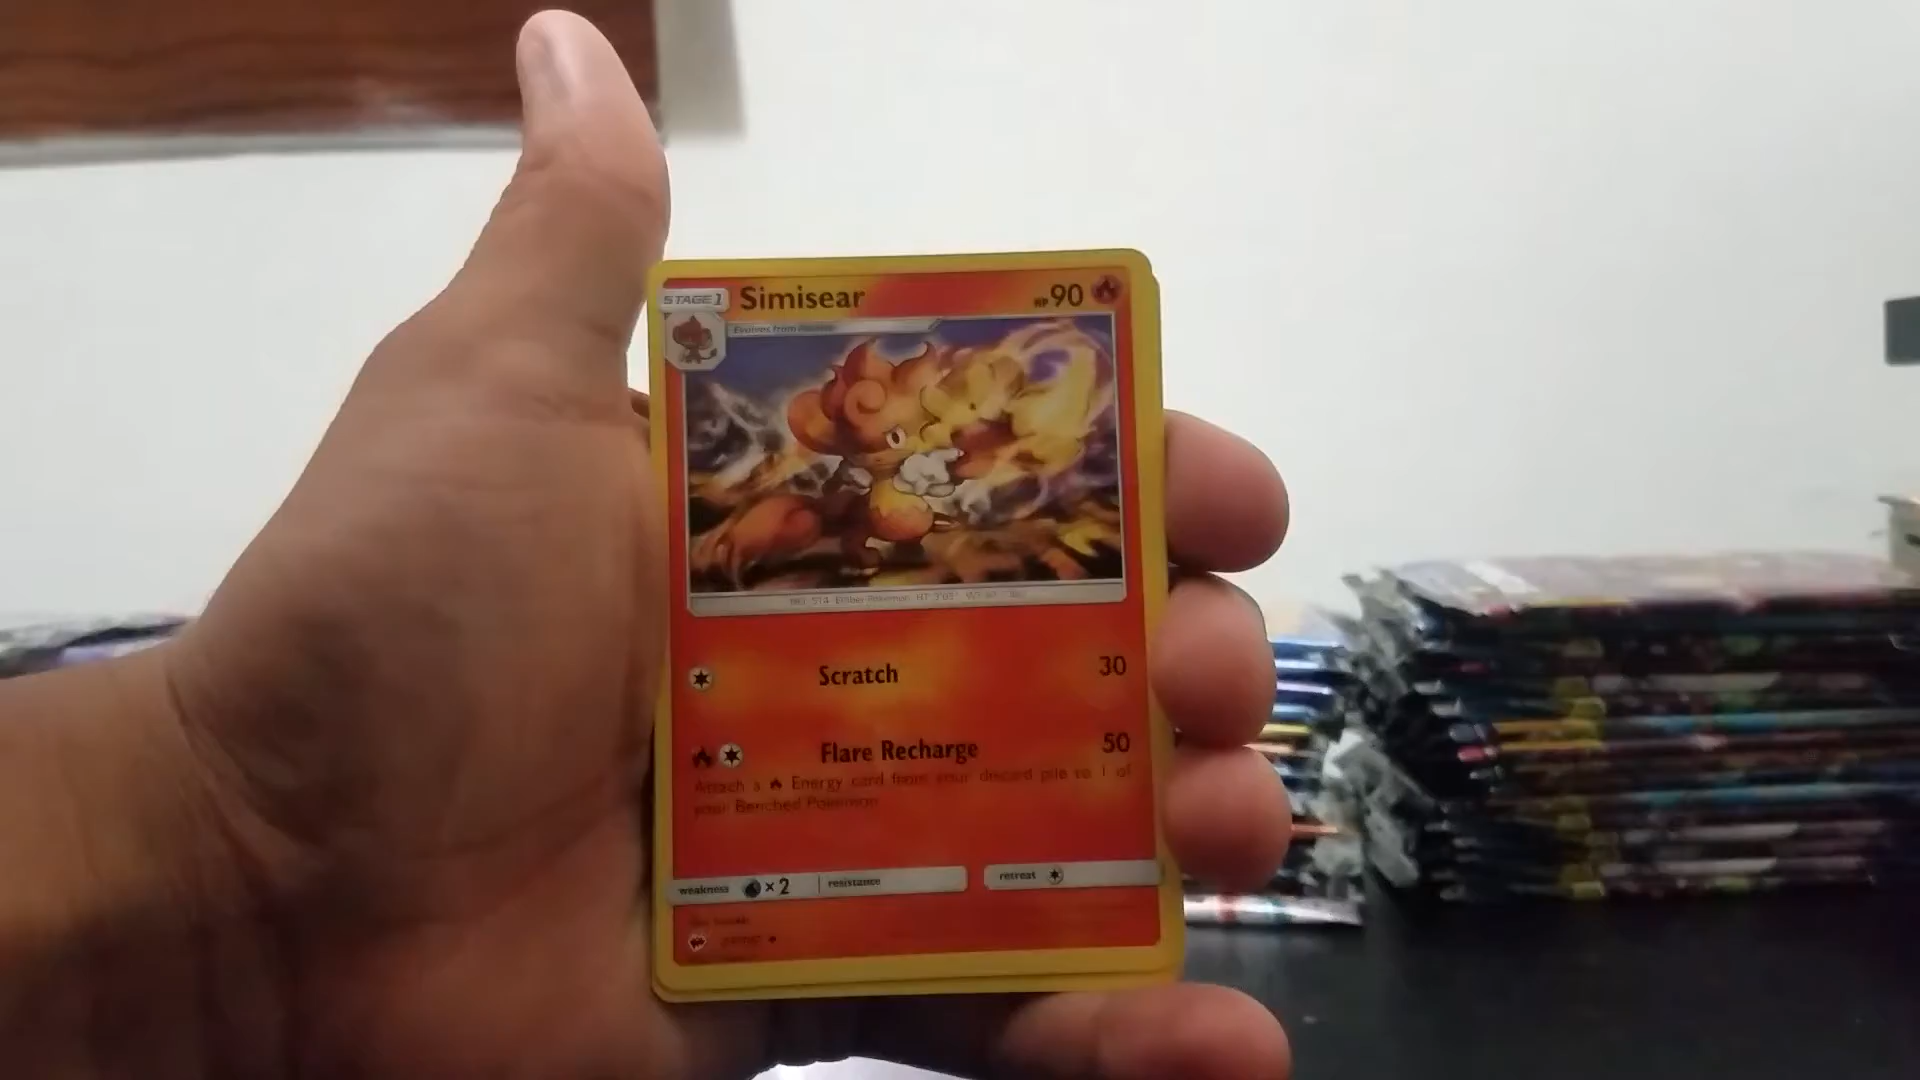 STAGE 1 Simisear HP 90
Evolves from Pansear
Scratch 30
Flare Recharge 50
Attach a Energy card from your discard pile to 1 of
your Benched Pokémon.
weakness ×2 resistance retreat